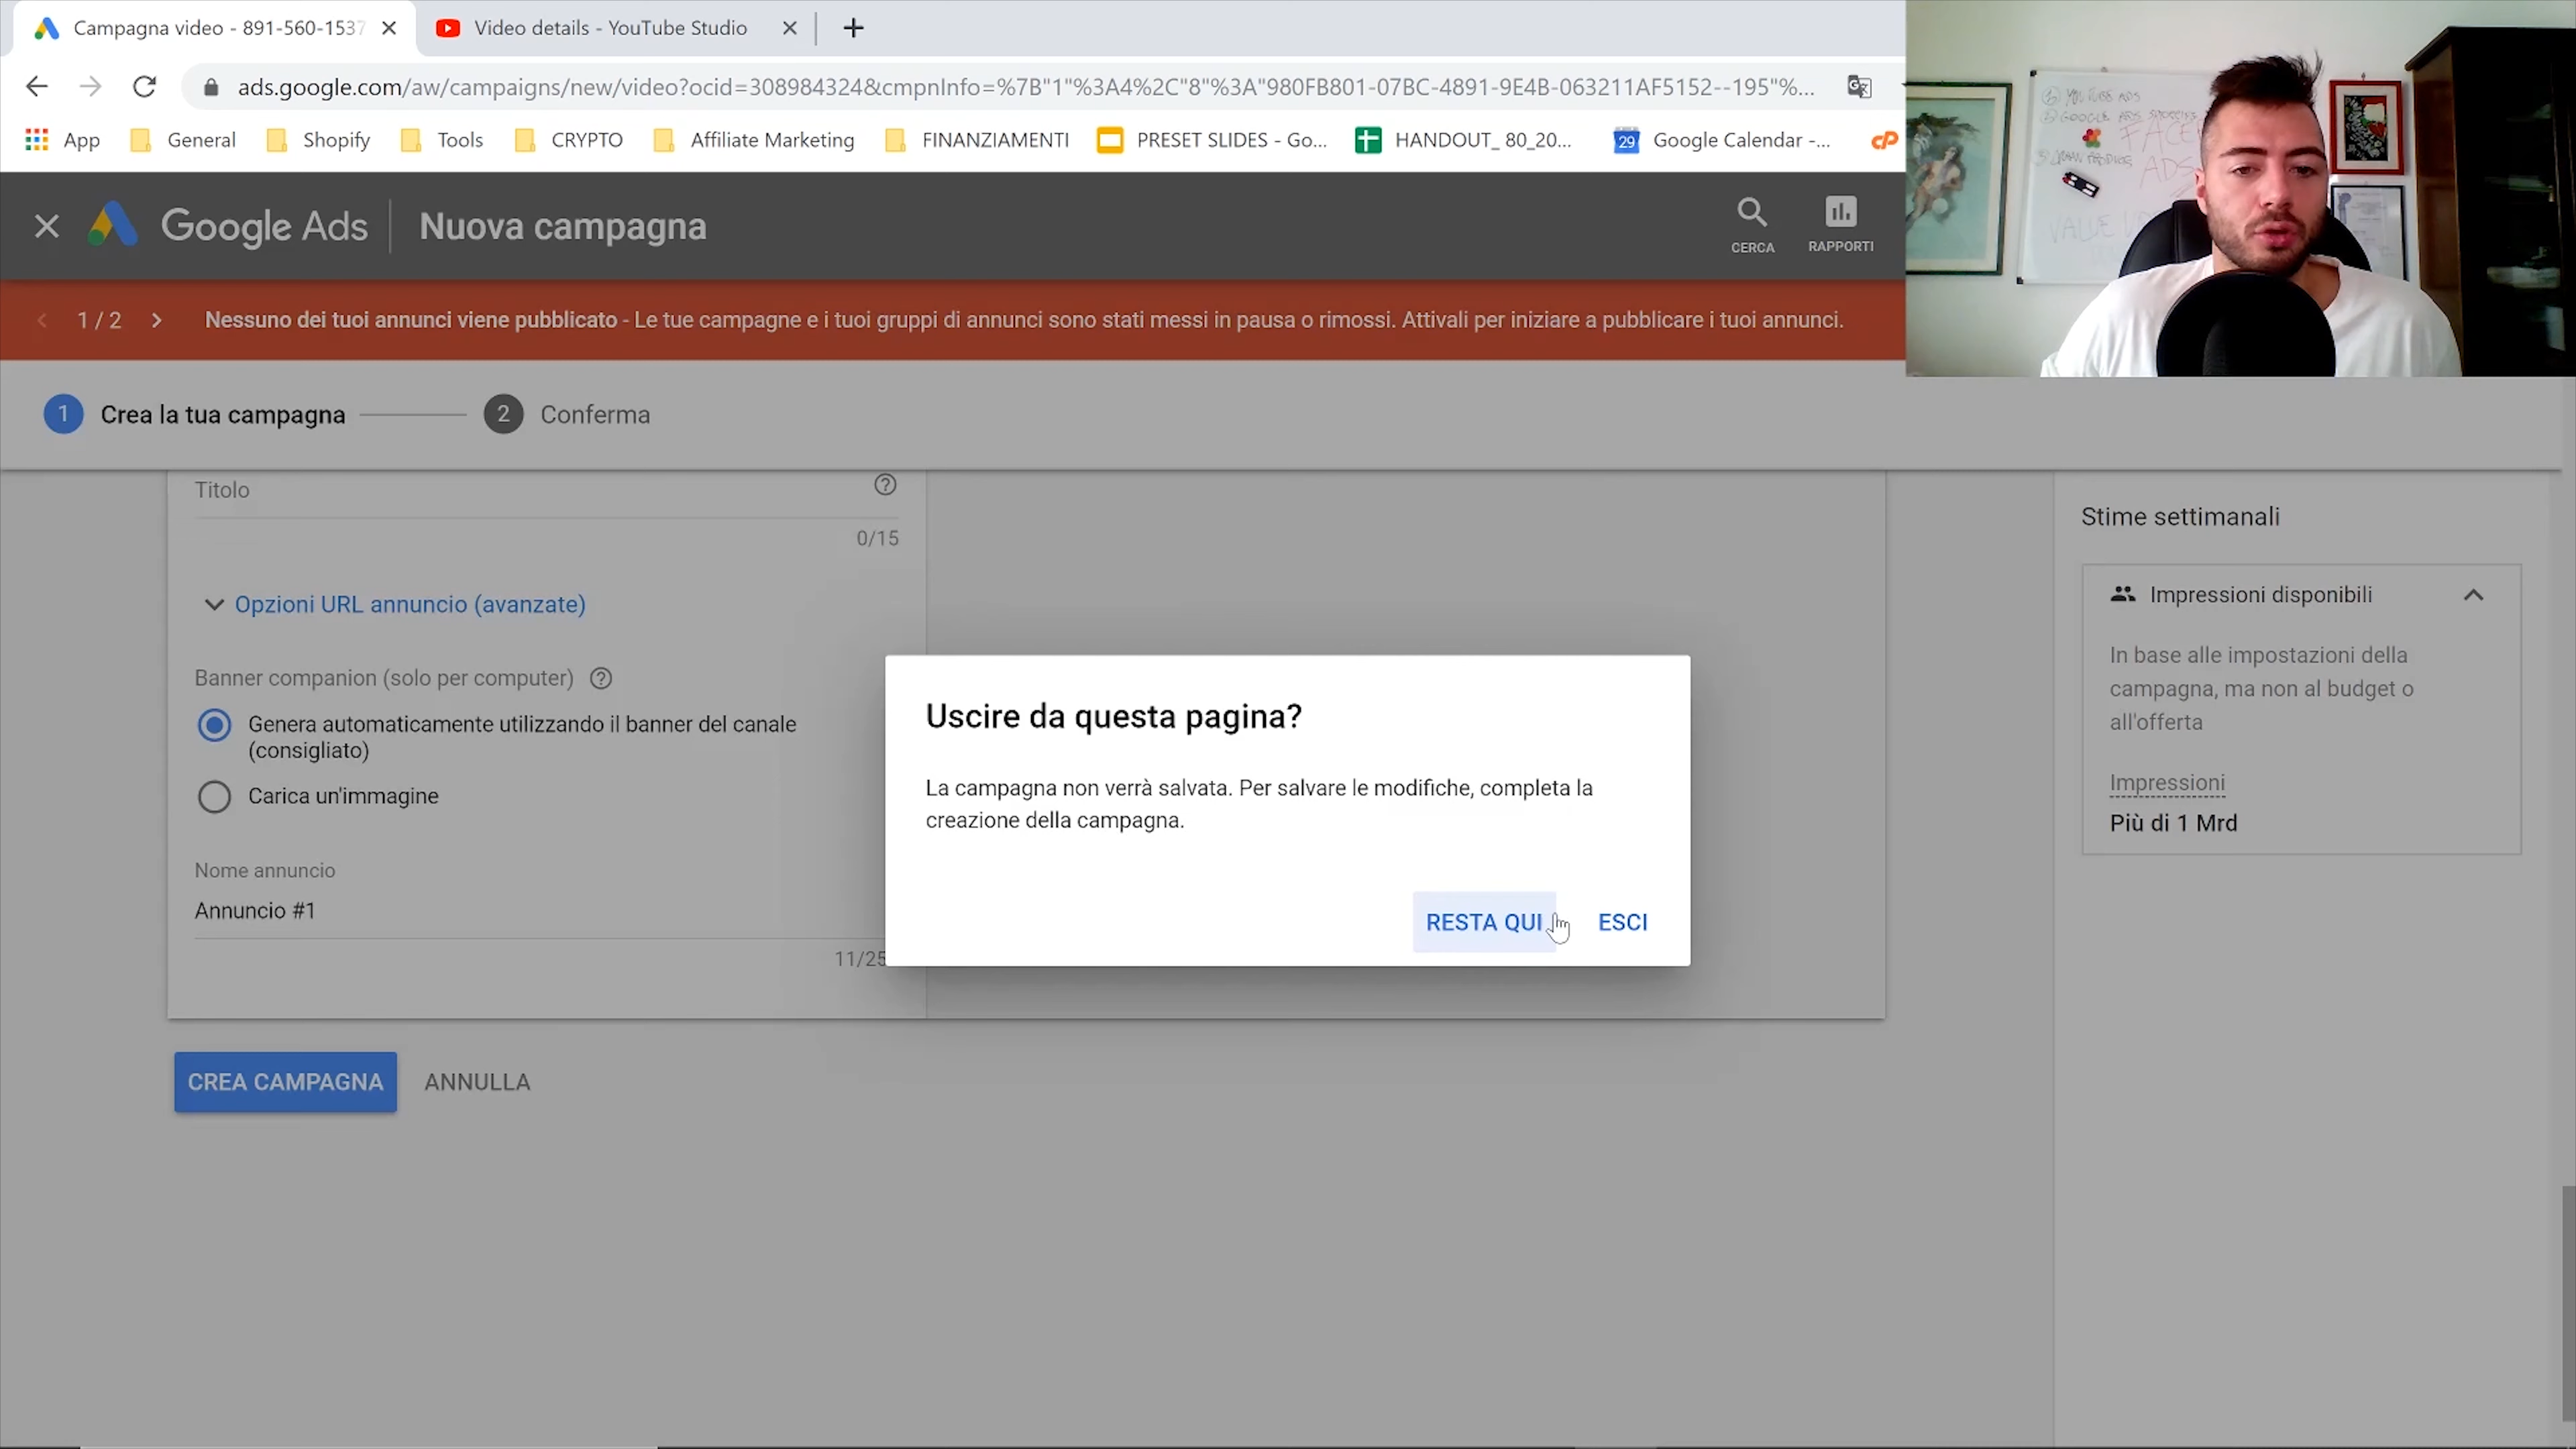 Campagna video - 891-560-1537
Video details - YouTube Studio
ads.google.com/aw/campaigns/new/video?ocid=308984324&cmpnInfo=%7B"1"%3A4%2C"8"%3A"980FB801-07BC-4891-9E4B-063211AF5152--195"%...
App General Shopify Tools CRYPTO Affiliate Marketing FINANZIAMENTI PRESET SLIDES - Go... HANDOUT_ 80_20... 29 Google Calendar -...
YOUTUBE ADS
GOOGLE ADS
ADS
VALUE
Google Ads Nuova campagna
CERCA
RAPPORTI
1 / 2 Nessuno dei tuoi annunci viene pubblicato - Le tue campagne e i tuoi gruppi di annunci sono stati messi in pausa o rimossi. Attivali per iniziare a pubblicare i tuoi annunci.
1 Crea la tua campagna 2 Conferma
Titolo
0/15
Opzioni URL annuncio (avanzate)
Banner companion (solo per computer)
Genera automaticamente utilizzando il banner del canale
(consigliato)
Carica un'immagine
Nome annuncio
Annuncio #1
11/25
CREA CAMPAGNA ANNULLA
Uscire da questa pagina?
La campagna non verrà salvata. Per salvare le modifiche, completa la
creazione della campagna.
RESTA QUI ESCI
Stime settimanali
Impressioni disponibili
In base alle impostazioni della
campagna, ma non al budget o
all'offerta
Impressioni
Più di 1 Mrd